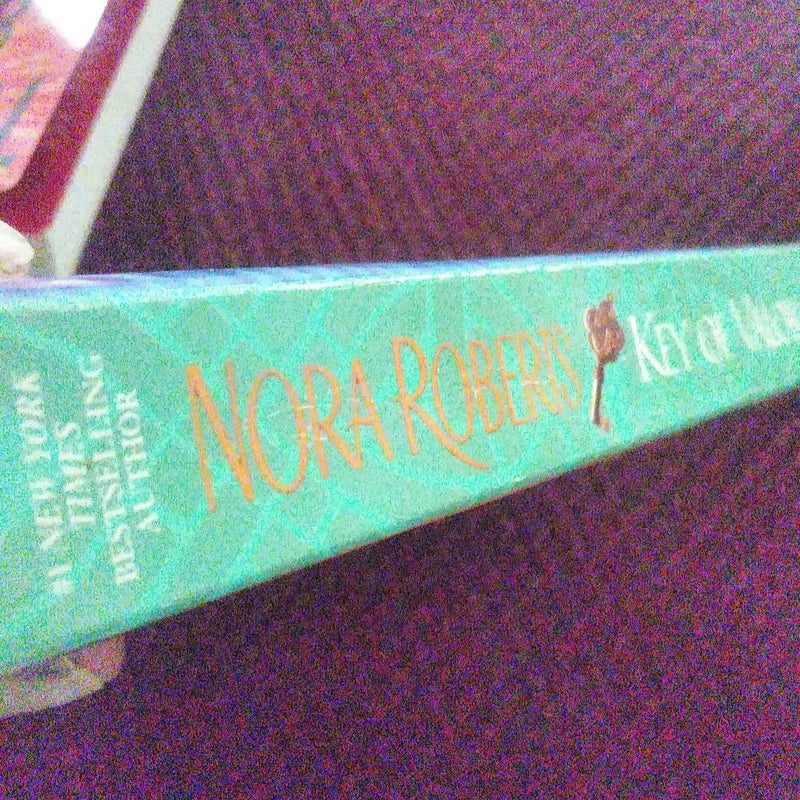 #1 NEW YORK
TIMES
BESTSELLING
AUTHOR
NORA ROBERTS
KEY OF